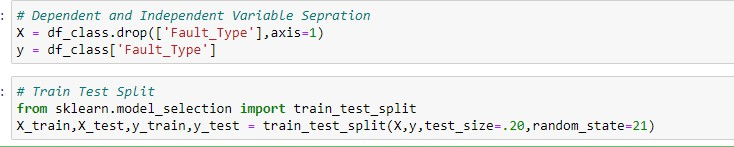 : # Dependent and Independent Variable Sepration
X = df_class.drop(['Fault_Type'],axis=1)
y = df_class['Fault_Type']
: # Train Test Split
from sklearn.model_selection import train_test_split
X_train,X_test,y_train,y_test = train_test_split(X,y,test_size=.20,random_state=21)